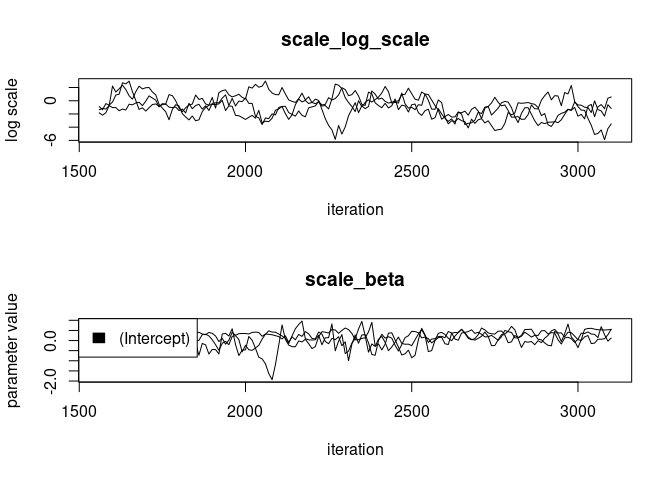 scale_log_scale
log scale
0
-6
1500 2000 2500 3000
iteration
scale_beta
parameter value
0.0
-2.0
(Intercept)
1500 2000 2500 3000
iteration